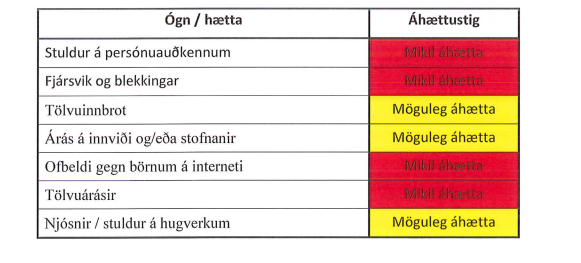 Ógn / hætta Áhættustig
Stuldur á persónuauðkennum Mikil áhætta
Fjársvik og blekkingar Mikil áhætta
Tölvuinnbrot Möguleg áhætta
Árás á innviði og/eða stofnanir Möguleg áhætta
Ofbeldi gegn börnum á interneti Mikil áhætta
Tölvuárásir Mikil áhætta
Njósnir / stuldur á hugverkum Möguleg áhætta